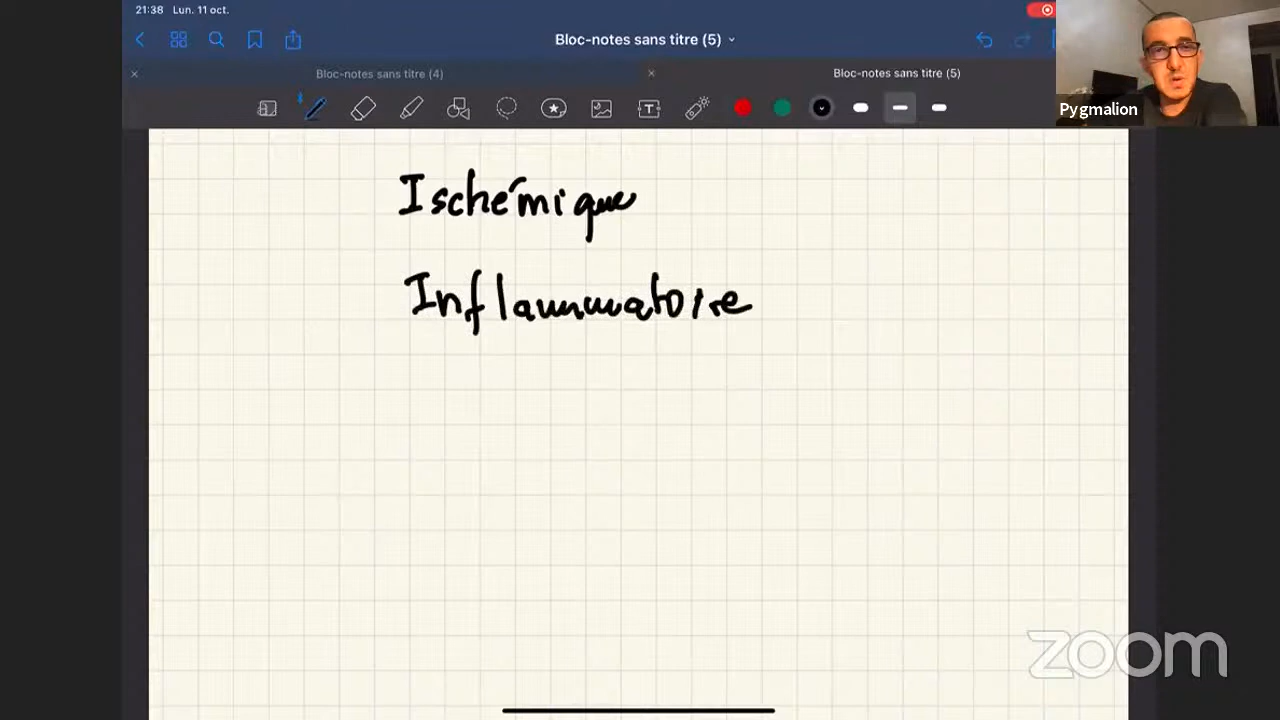 21:38 Lun. 11 oct.
Bloc-notes sans titre (5)
Bloc-notes sans titre (4)
Bloc-notes sans titre (5)
Pygmalion
Ischémique
Inflammatoire
zoom